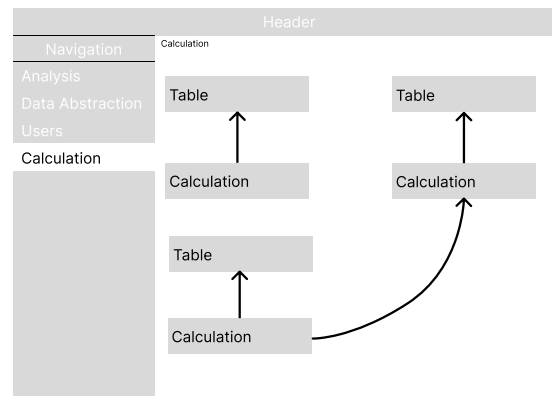 Header
Navigation
Analysis
Data Abstraction
Users
Calculation
Calculation
Table
Table
Calculation
Calculation
Table
Calculation